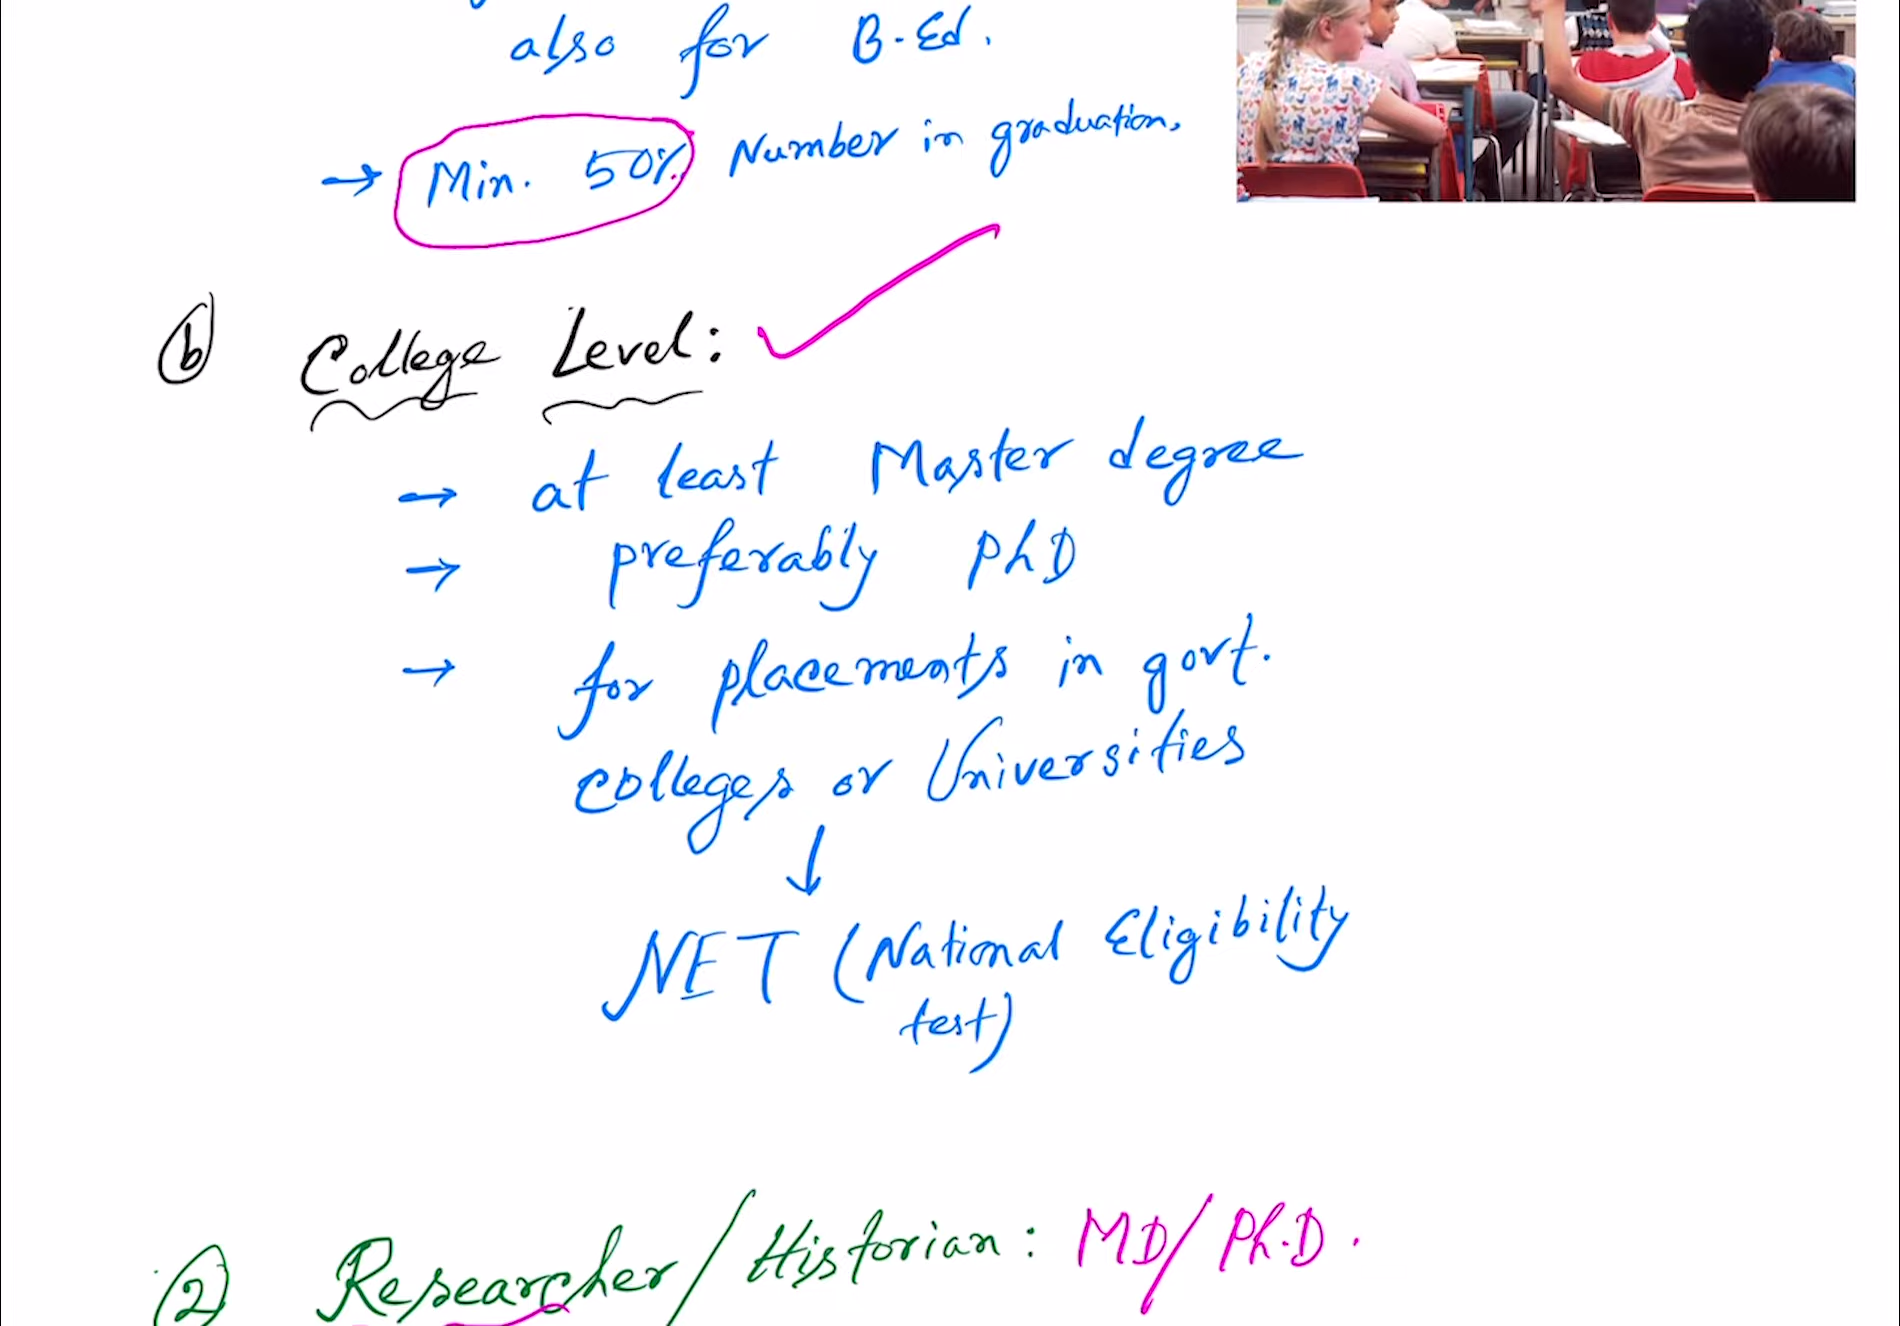 also for B.Ed.
→ Min. 50% Number in graduation.
ⓑ College Level:
→ at least Master degree
→ preferably PhD
→ for placements in govt.
colleges or Universities
↓
NET (National Eligibility
test)
② Researcher/Historian: MD/Ph.D.